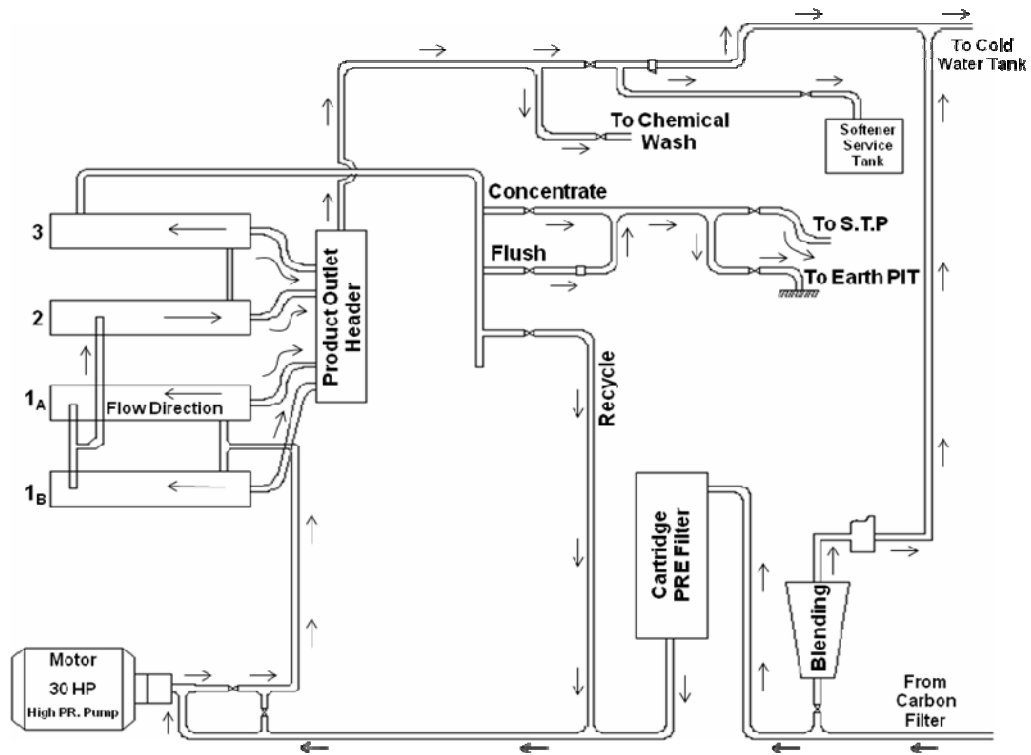 To Cold
Water Tank
To Chemical
Wash
Softener
Service
Tank
Concentrate
To S.T.P
Flush
To Earth PIT
3
2
1A
Flow Direction
1B
Product Outlet
Header
Recycle
Cartridge
PRE Filter
Blending
Motor
30 HP
High PR. Pump
From
Carbon
Filter